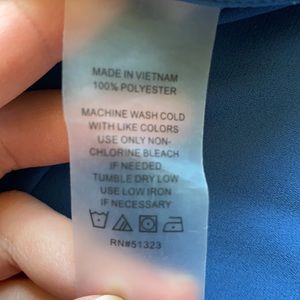 MADE IN VIETNAM
100% POLYESTER
MACHINE WASH COLD
WITH LIKE COLORS
USE ONLY NON-
CHLORINE BLEACH
IF NEEDED
TUMBLE DRY LOW
USE LOW IRON
IF NECESSARY
RN#51323